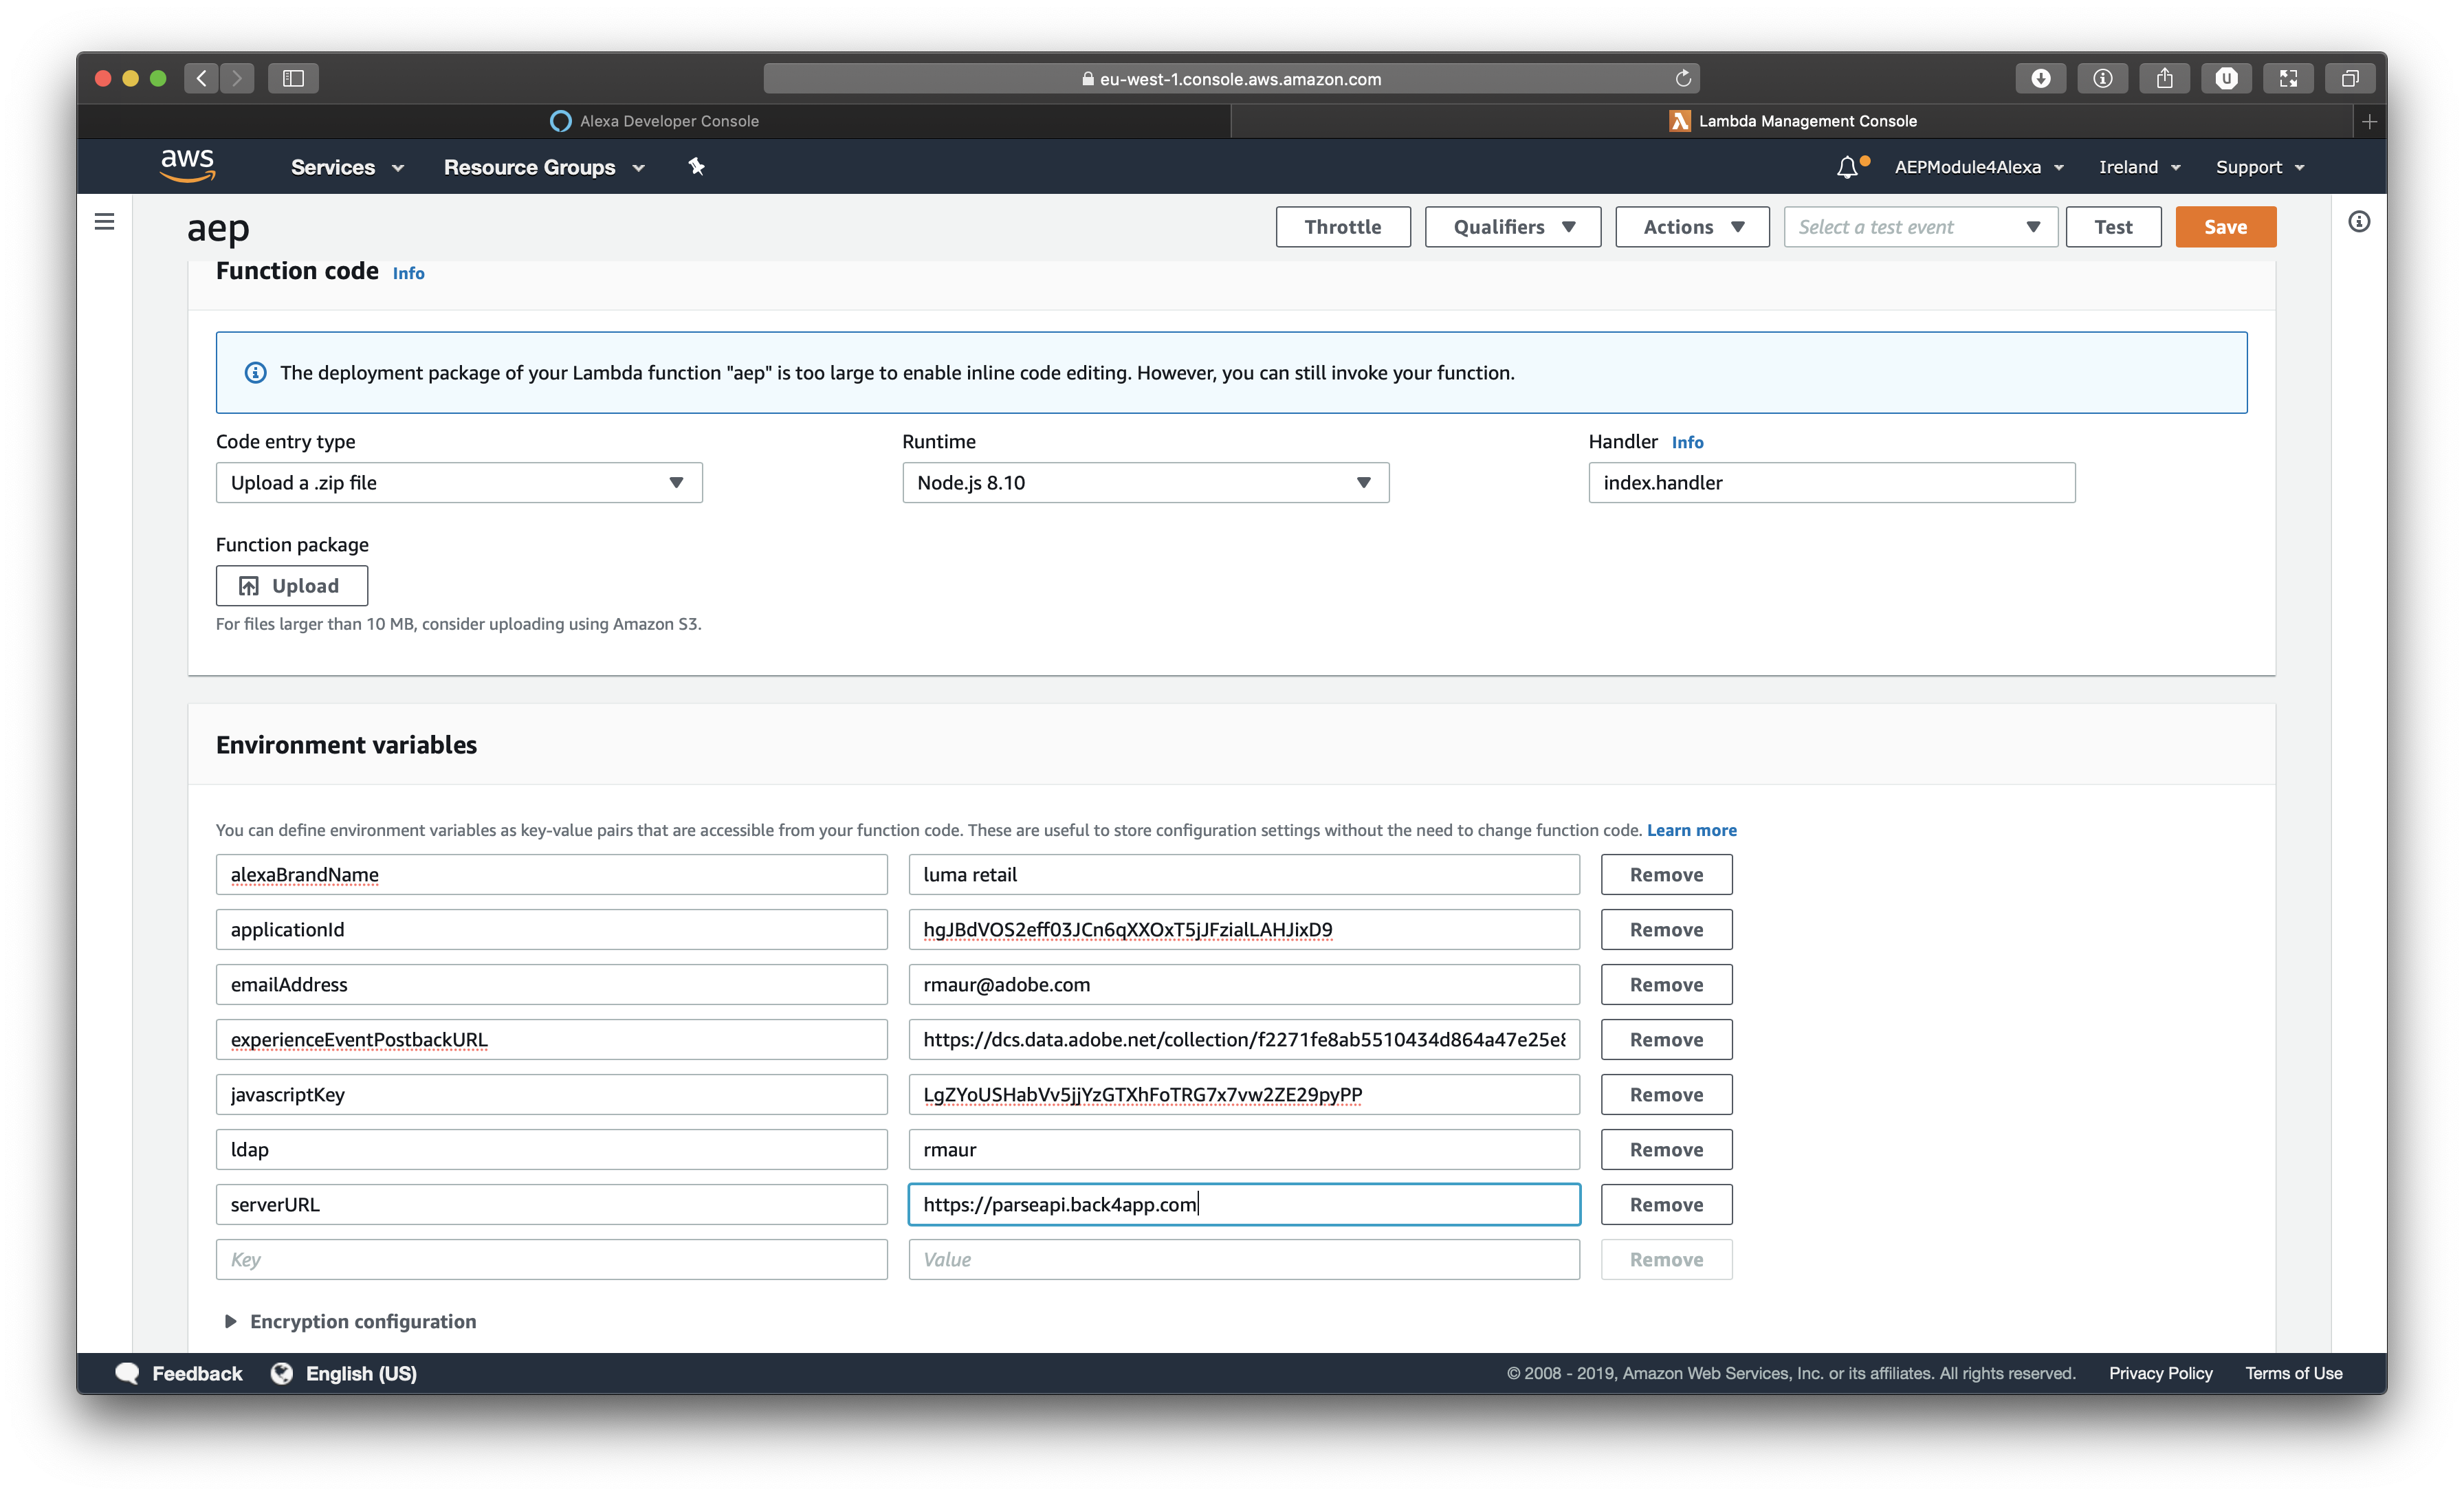 eu-west-1.console.aws.amazon.com
Alexa Developer Console
Lambda Management Console
aws Services Resource Groups AEPModule4Alexa Ireland Support
aep Throttle Qualifiers Actions Select a test event Test Save
Function code Info
The deployment package of your Lambda function "aep" is too large to enable inline code editing. However, you can still invoke your function.
Code entry type Runtime Handler Info
Upload a .zip file Node.js 8.10 index.handler
Function package
Upload
For files larger than 10 MB, consider uploading using Amazon S3.
Environment variables
You can define environment variables as key-value pairs that are accessible from your function code. These are useful to store configuration settings without the need to change function code. Learn more
alexaBrandName luma retail Remove
applicationId hgJBdVOS2eff03JCn6qXXOxT5jJFzialLAHJixD9 Remove
emailAddress rmaur@adobe.com Remove
experienceEventPostbackURL https://dcs.data.adobe.net/collection/f2271fe8ab5510434d864a47e25e Remove
javascriptKey LgZYoUSHabVv5jjYzGTXhFoTRG7x7vw2ZE29pyPP Remove
ldap rmaur Remove
serverURL https://parseapi.back4app.com Remove
Key Value Remove
Encryption configuration
Feedback English (US) © 2008 - 2019, Amazon Web Services, Inc. or its affiliates. All rights reserved. Privacy Policy Terms of Use